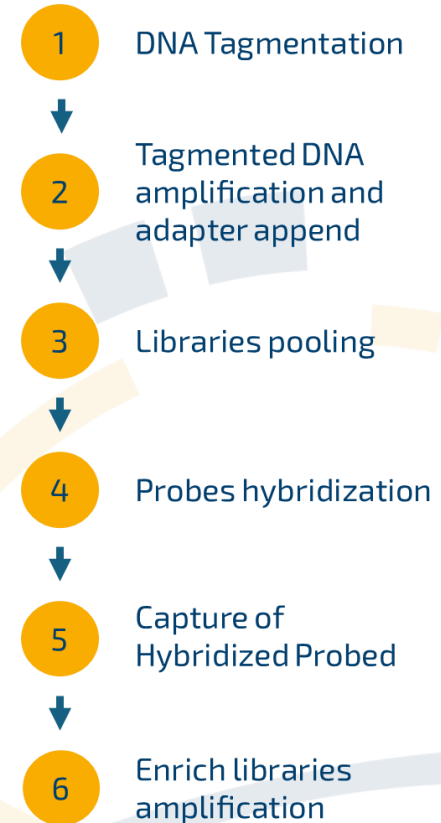 1
DNA Tagmentation
2
Tagmented DNA
amplification and
adapter append
3
Libraries pooling
4
Probes hybridization
5
Capture of
Hybridized Probed
6
Enrich libraries
amplification